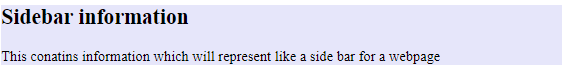 Sidebar information
This conatins information which will represent like a side bar for a webpage